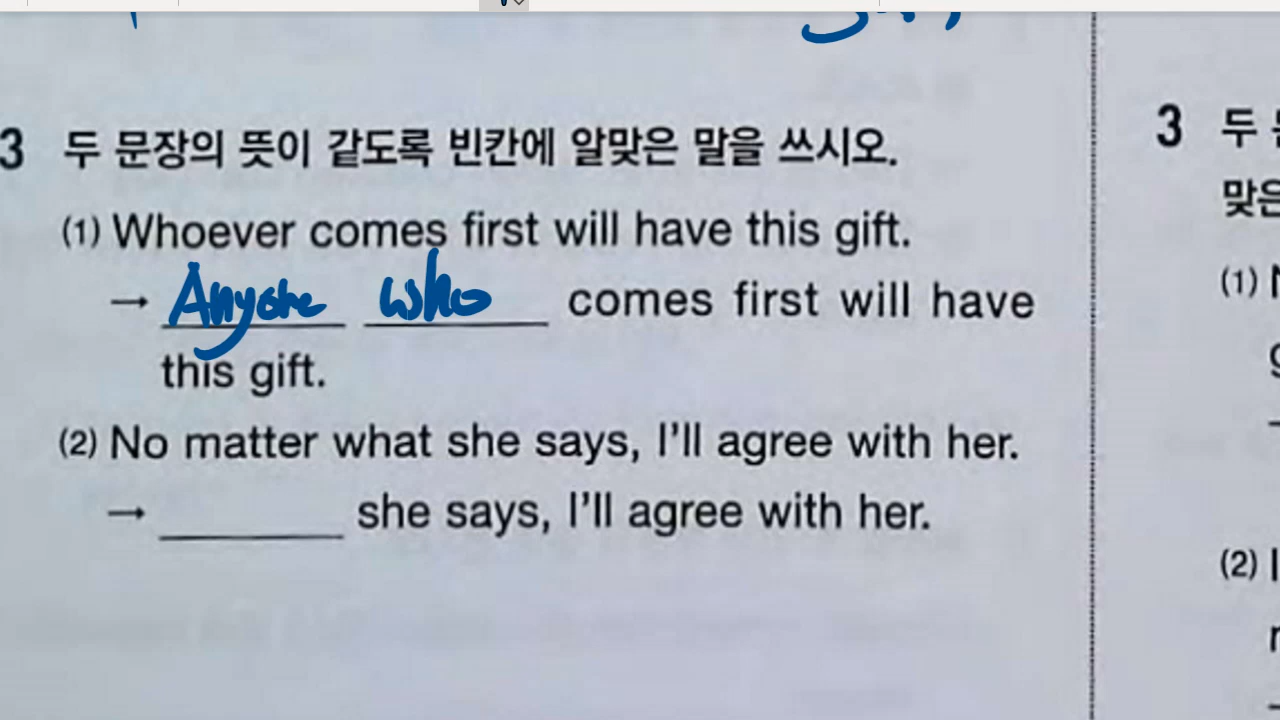 3 두 문장의 뜻이 같도록 빈칸에 알맞은 말을 쓰시오.
(1) Whoever comes first will have this gift.
→ Anyone who comes first will have
this gift.
(2) No matter what she says, I'll agree with her.
→ ______ she says, I'll agree with her.
3 두
맞은
(1)
(2)